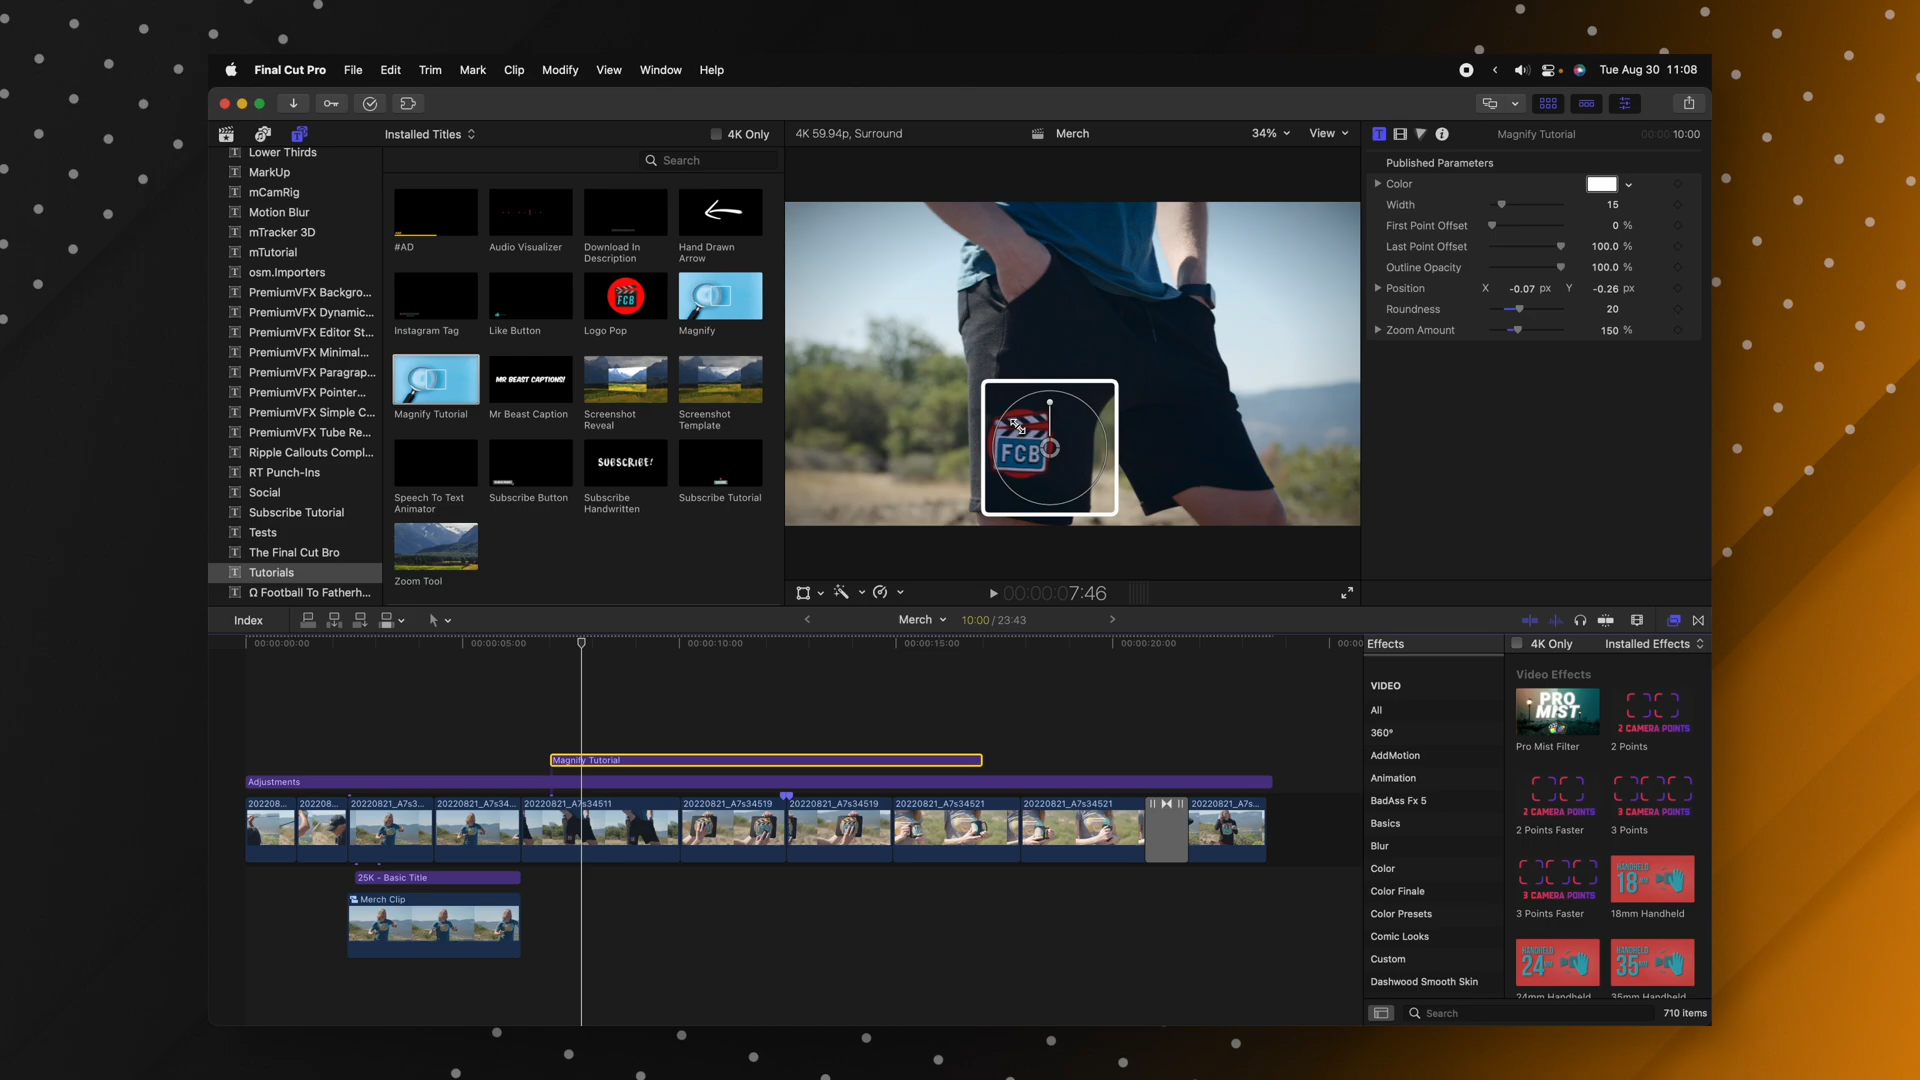 Final Cut Pro File Edit Trim Mark Clip Modify View Window Help
Tue Aug 30 11:08
Installed Titles
4K Only
4K 59.94p, Surround
Merch
34%
View
Magnify Tutorial
00:00:10:00
Lower Thirds
MarkUp
mCamRig
Motion Blur
mTracker 3D
mTutorial
osm.Importers
PremiumVFX Backgro...
PremiumVFX Dynamic...
PremiumVFX Editor St...
PremiumVFX Minimal...
PremiumVFX Paragrap...
PremiumVFX Pointer...
PremiumVFX Simple C...
PremiumVFX Tube Re...
Ripple Callouts Compl...
RT Punch-Ins
Social
Subscribe Tutorial
Tests
The Final Cut Bro
Tutorials
Ω Football To Fatherh...
Search
#AD
Audio Visualizer
Download In
Description
Hand Drawn
Arrow
Instagram Tag
Like Button
FCB
Logo Pop
Magnify
Magnify Tutorial
MR BEAST CAPTIONS!
Mr Beast Caption
Screenshot
Reveal
Screenshot
Template
Speech To Text
Animator
Subscribe Button
SUBSCRIBE!
Subscribe
Handwritten
Subscribe Tutorial
Zoom Tool
FCB
00:00:07:46
Published Parameters
Color
Width 15
First Point Offset 0 %
Last Point Offset 100.0 %
Outline Opacity 100.0 %
Position X -0.07 px Y -0.26 px
Roundness 20
Zoom Amount 150 %
Index
Merch
10:00 / 23:43
00:00:00:00
00:00:05:00
00:00:10:00
00:00:15:00
00:00:20:00
00:00
Magnify Tutorial
Adjustments
202208...
202208...
20220821_A7s3...
20220821_A7s34...
20220821_A7s34511
20220821_A7s34519
20220821_A7s34519
20220821_A7s34521
20220821_A7s34521
20220821_A7s...
25K - Basic Title
Merch Clip
Effects
4K Only
Installed Effects
VIDEO
All
360°
AddMotion
Animation
BadAss Fx 5
Basics
Blur
Color
Color Finale
Color Presets
Comic Looks
Custom
Dashwood Smooth Skin
Video Effects
PRO
MIST
Pro Mist Filter
2 CAMERA POINTS
2 Points
2 CAMERA POINTS
2 Points Faster
3 CAMERA POINTS
3 Points
3 CAMERA POINTS
3 Points Faster
HANDHELD
18mm
18mm Handheld
HANDHELD
24mm
24mm Handheld
HANDHELD
35mm
35mm Handheld
Search
710 items